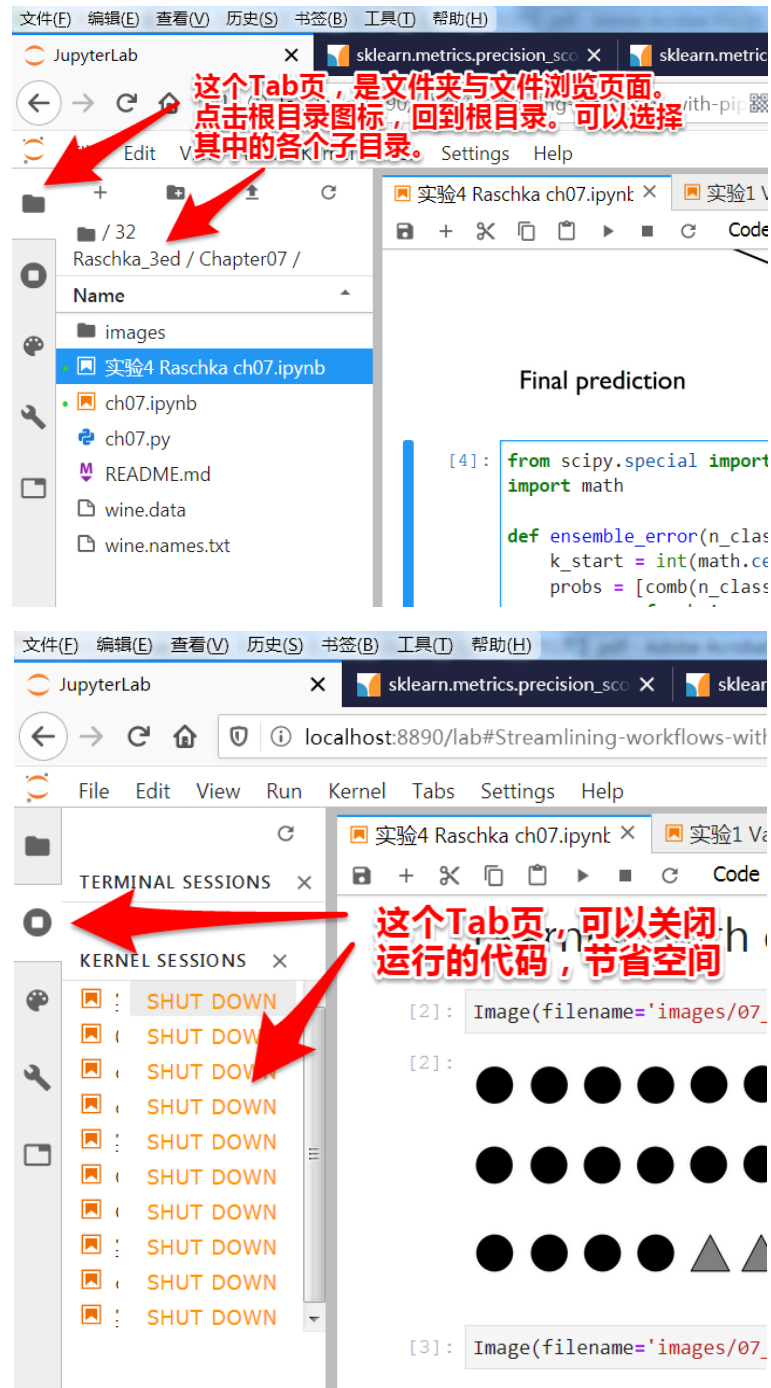 文件(F) 编辑(E) 查看(V) 历史(S) 书签(B) 工具(T) 帮助(H)
JupyterLab
sklearn.metrics.precision_sco
sklearn.metric
这个Tab页，是文件夹与文件浏览页面。
点击根目录图标，回到根目录。可以选择
其中的各个子目录。
Edit
Settings Help
实验4 Raschka ch07.ipynb
实验1
/ 32
Code
Raschka_3ed / Chapter07 /
Name
images
实验4 Raschka ch07.ipynb
Final prediction
ch07.ipynb
ch07.py
README.md
wine.data
wine.names.txt
[4]:
from scipy.special import
import math
def ensemble_error(n_clas
k_start = int(math.ce
probs = [comb(n_class
文件(F) 编辑(E) 查看(V) 历史(S) 书签(B) 工具(T) 帮助(H)
JupyterLab
sklearn.metrics.precision_sco
sklear
localhost:8890/lab#Streamlining-workflows-with
File Edit View Run Kernel Tabs Settings Help
实验4 Raschka ch07.ipynb
实验1 Va
TERMINAL SESSIONS
Code
这个Tab页，可以关闭
运行的代码，节省空间
KERNEL SESSIONS
SHUT DOWN
SHUT DOWN
SHUT DOWN
SHUT DOWN
SHUT DOWN
SHUT DOWN
SHUT DOWN
SHUT DOWN
SHUT DOWN
SHUT DOWN
[2]: Image(filename='images/07_
[2]:
[3]: Image(filename='images/07_